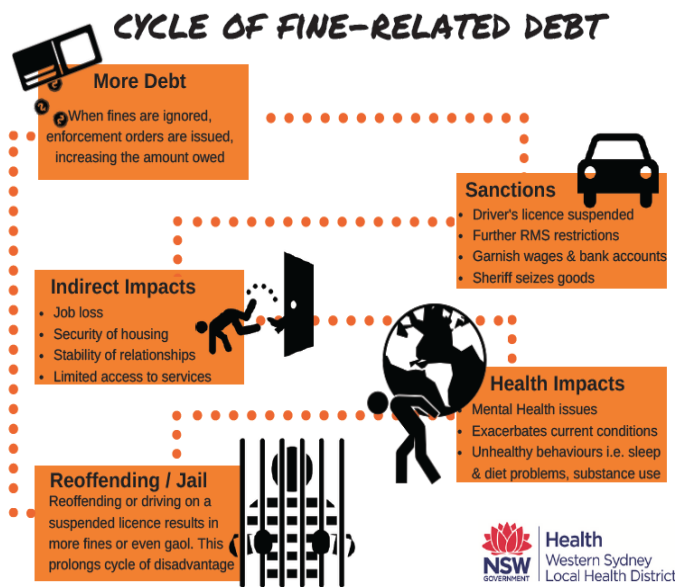 CYCLE OF FINE-RELATED DEBT
More Debt
When fines are ignored,
enforcement orders are issued,
increasing the amount owed
Sanctions
• Driver's licence suspended
• Further RMS restrictions
• Garnish wages & bank accounts
• Sheriff seizes goods
Indirect Impacts
• Job loss
• Security of housing
• Stability of relationships
• Limited access to services
Health Impacts
• Mental Health issues
• Exacerbates current conditions
• Unhealthy behaviours i.e. sleep
& diet problems, substance use
Reoffending / Jail
Reoffending or driving on a
suspended licence results in
more fines or even gaol. This
prolongs cycle of disadvantage
NSW
GOVERNMENT
Health
Western Sydney
Local Health District